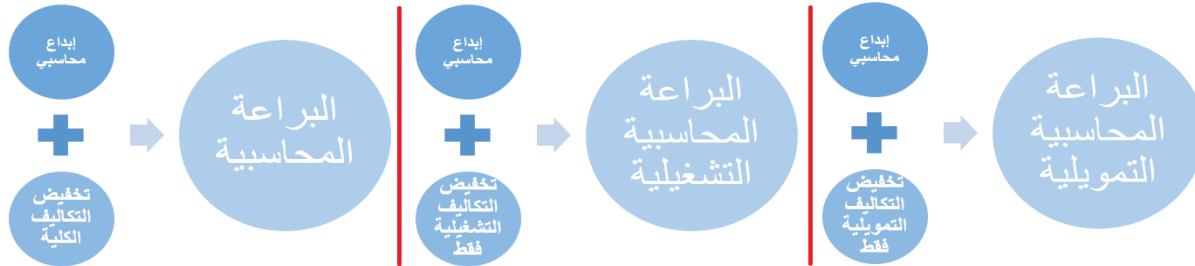 إبداع
محاسبي
تخفيض
التكاليف
الكلية
البراعة
المحاسبية
إبداع
محاسبي
تخفيض
التكاليف
التشغيلية
فقط
البراعة
المحاسبية
التشغيلية
إبداع
محاسبي
تخفيض
التكاليف
التمويلية
فقط
البراعة
المحاسبية
التمويلية